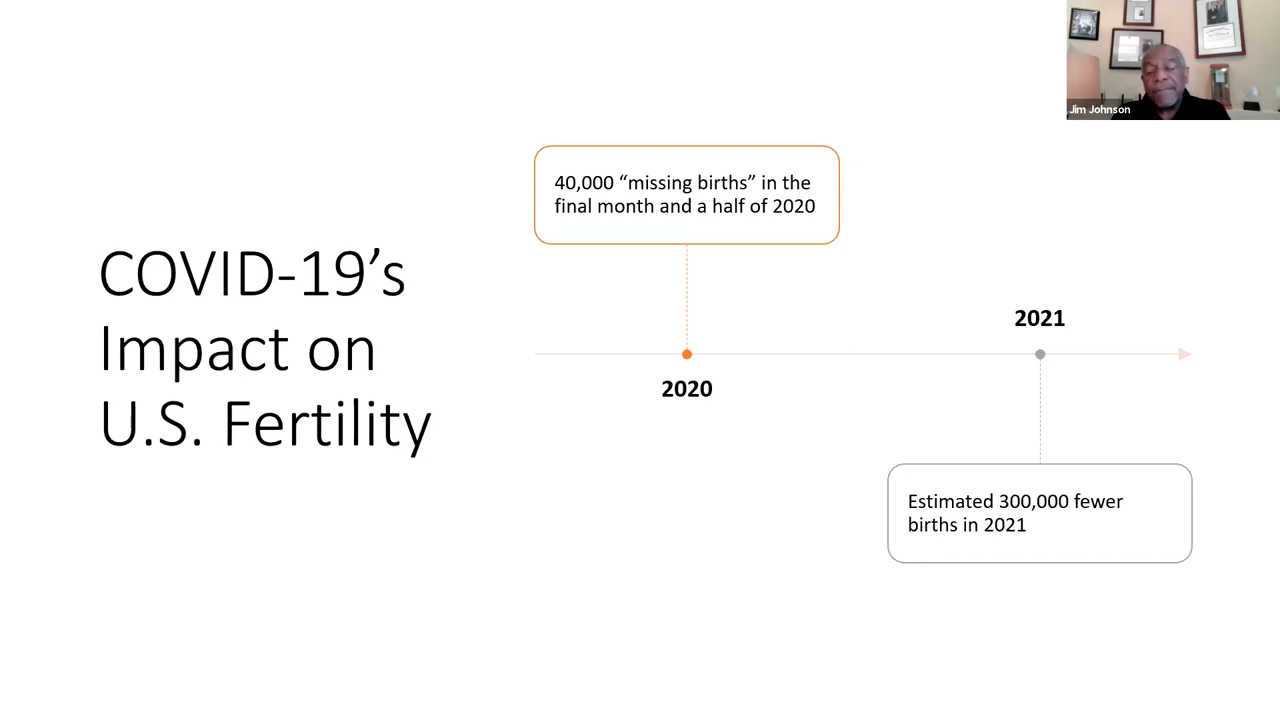 Jim Johnson
40,000 “missing births” in the
final month and a half of 2020
COVID-19’s
Impact on
U.S. Fertility
2021
2020
Estimated 300,000 fewer
births in 2021